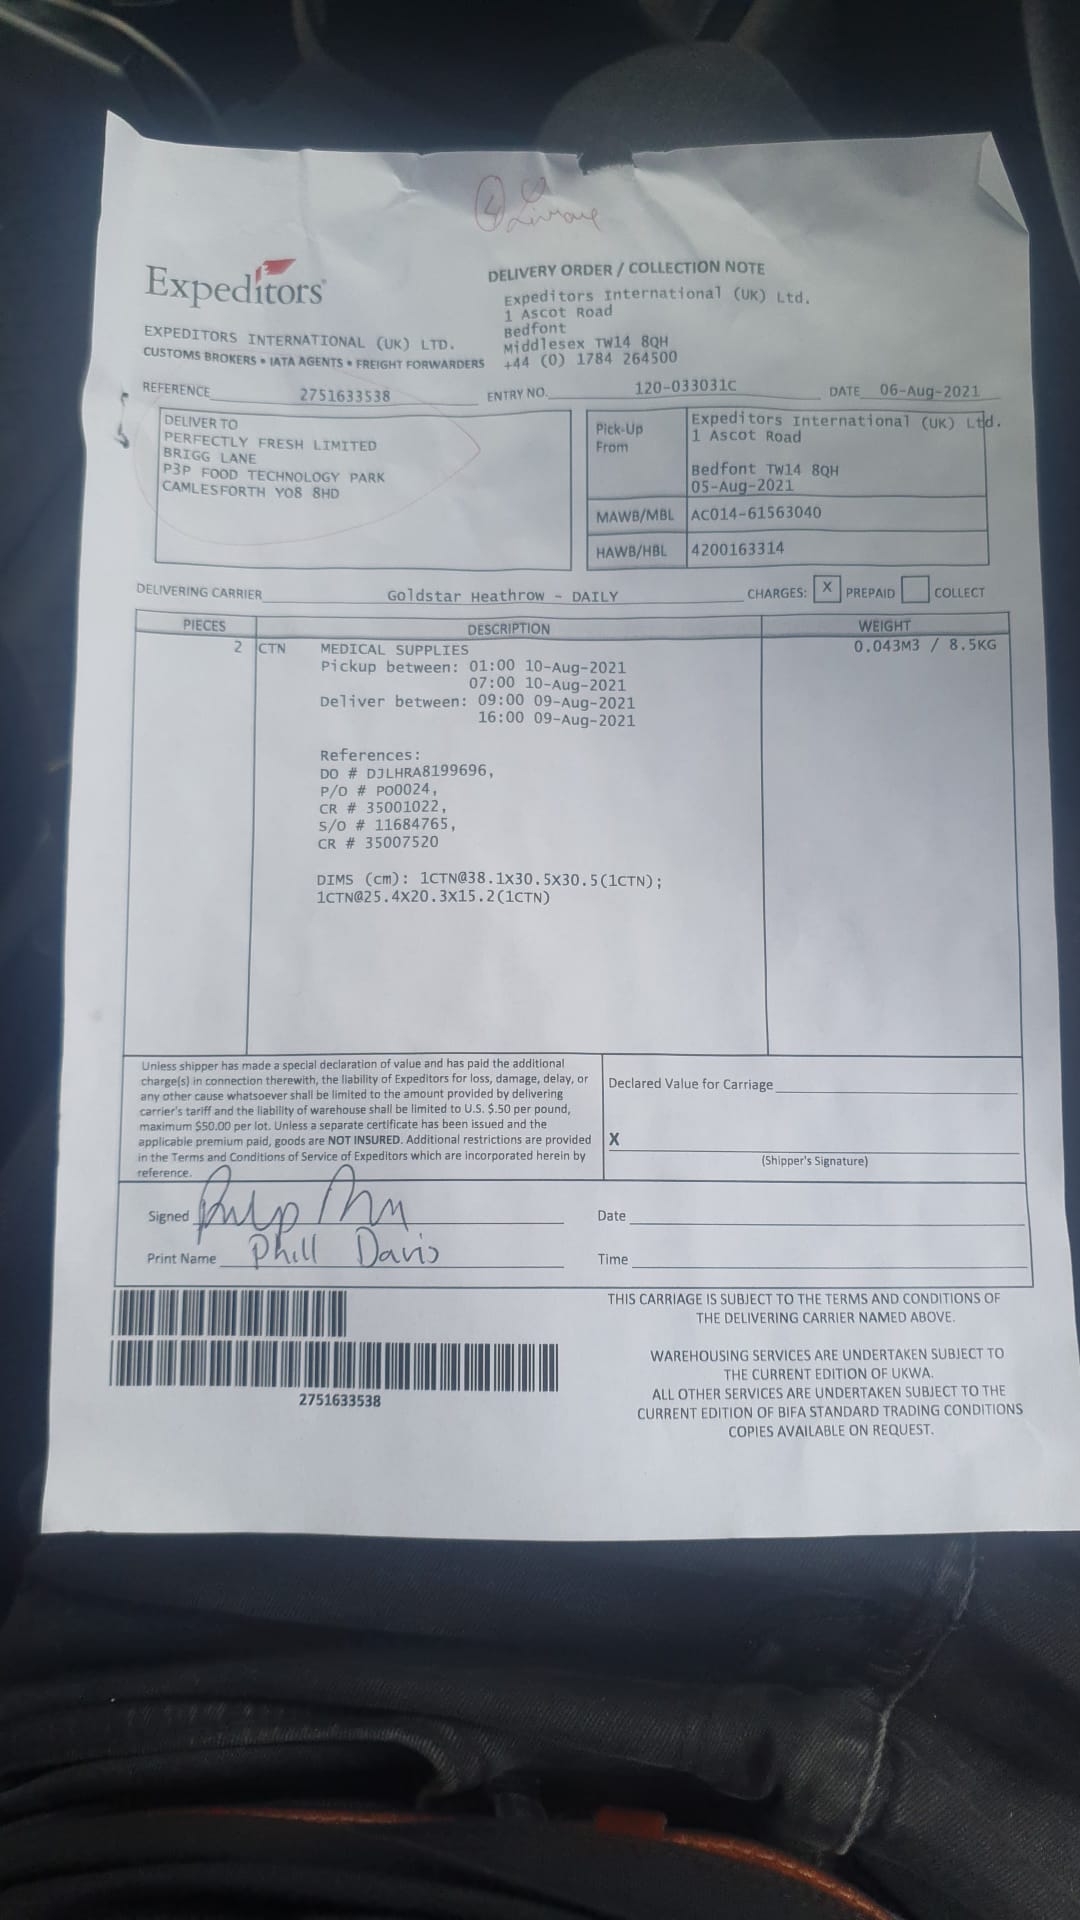 4
Expeditors
EXPEDITORS INTERNATIONAL (UK) LTD.
CUSTOMS BROKERS • IATA AGENTS • FREIGHT FORWARDERS
DELIVERY ORDER / COLLECTION NOTE
Expeditors International (UK) Ltd.
1 Ascot Road
Bedfont
Middlesex TW14 8QH
+44 (0) 1784 264500
REFERENCE 2751633538 ENTRY NO. 120-033031C DATE 06-Aug-2021
DELIVER TO
PERFECTLY FRESH LIMITED
BRIGG LANE
P3P FOOD TECHNOLOGY PARK
CAMLESFORTH YO8 8HD
Pick-Up From
Expeditors International (UK) Ltd.
1 Ascot Road
Bedfont TW14 8QH
05-Aug-2021
MAWB/MBL AC014-61563040
HAWB/HBL 4200163314
DELIVERING CARRIER Goldstar Heathrow - DAILY CHARGES: X PREPAID COLLECT
PIECES DESCRIPTION WEIGHT
2 CTN MEDICAL SUPPLIES 0.043M3 / 8.5KG
Pickup between: 01:00 10-Aug-2021
07:00 10-Aug-2021
Deliver between: 09:00 09-Aug-2021
16:00 09-Aug-2021
References:
DO # DJLHRA8199696,
P/O # PO0024,
CR # 35001022,
S/O # 11684765,
CR # 35007520
DIMS (cm): 1CTN@38.1X30.5X30.5(1CTN);
1CTN@25.4X20.3X15.2(1CTN)
Unless shipper has made a special declaration of value and has paid the additional
charge(s) in connection therewith, the liability of Expeditors for loss, damage, delay, or
any other cause whatsoever shall be limited to the amount provided by delivering
carrier's tariff and the liability of warehouse shall be limited to U.S. $.50 per pound,
maximum $50.00 per lot. Unless a separate certificate has been issued and the
applicable premium paid, goods are NOT INSURED. Additional restrictions are provided
in the Terms and Conditions of Service of Expeditors which are incorporated herein by
reference.
Declared Value for Carriage
X
(Shipper's Signature)
Signed
Print Name Phill Davis
Date
Time
2751633538
THIS CARRIAGE IS SUBJECT TO THE TERMS AND CONDITIONS OF
THE DELIVERING CARRIER NAMED ABOVE.
WAREHOUSING SERVICES ARE UNDERTAKEN SUBJECT TO
THE CURRENT EDITION OF UKWA.
ALL OTHER SERVICES ARE UNDERTAKEN SUBJECT TO THE
CURRENT EDITION OF BIFA STANDARD TRADING CONDITIONS
COPIES AVAILABLE ON REQUEST.